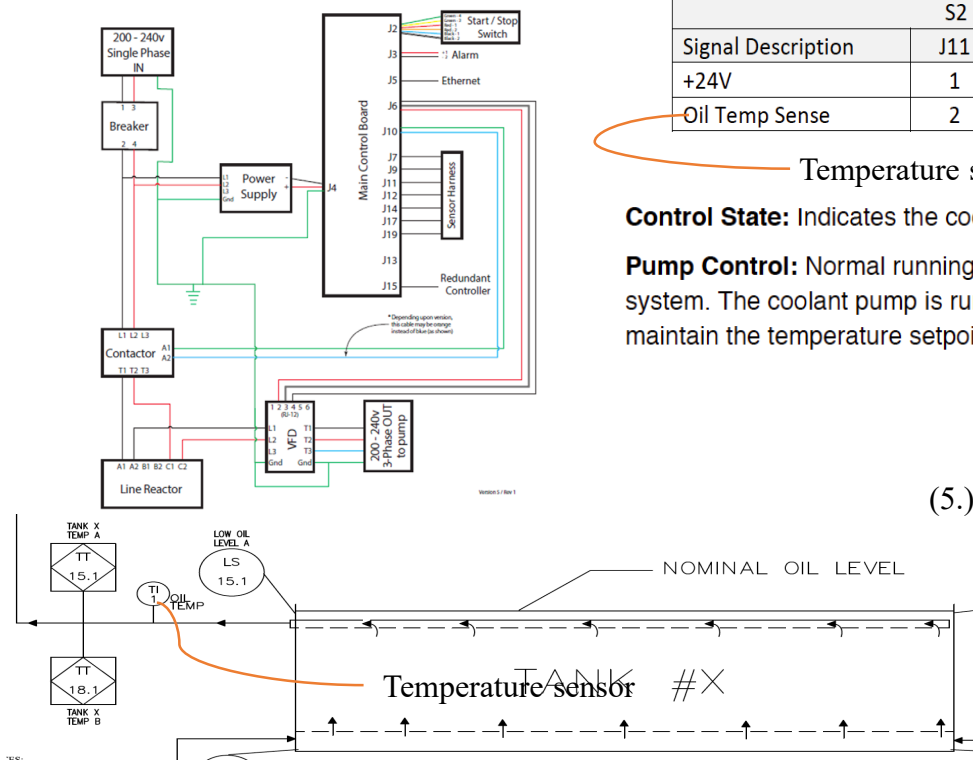 200 - 240v
Single Phase
IN
1 3
Breaker
2 4
L1
L2
L3
Gnd
Power
Supply
-
+
J4
Main Control Board
J2
J3
J5
J6
J10
J7
J9
J11
J12
J14
J17
J19
J13
J15
Start / Stop
Switch
Alarm
Ethernet
Sensor Harness
Redundant
Controller
* Depending upon version,
this cable may be orange
instead of blue (as shown)
L1 L2 L3
Contactor
A1
A2
T1 T2 T3
1 2 3 4 5 6
(RJ-12)
L1
L2
L3
Gnd
VFD
T1
T2
T3
Gnd
200 - 240v
3-Phase OUT
to pump
A1 A2 B1 B2 C1 C2
Line Reactor
Version 5 / Rev 1
S2
Signal Description J11
+24V 1
Oil Temp Sense 2
Temperature s
Control State: Indicates the coo
Pump Control: Normal running
system. The coolant pump is ru
maintain the temperature setpoi
(5.)
TANK X
TEMP A
TT
15.1
TI
1
OIL
TEMP
LOW OIL
LEVEL A
LS
15.1
NOMINAL OIL LEVEL
TT
18.1
TANK X
TEMP B
Temperature sensor
TANK #X